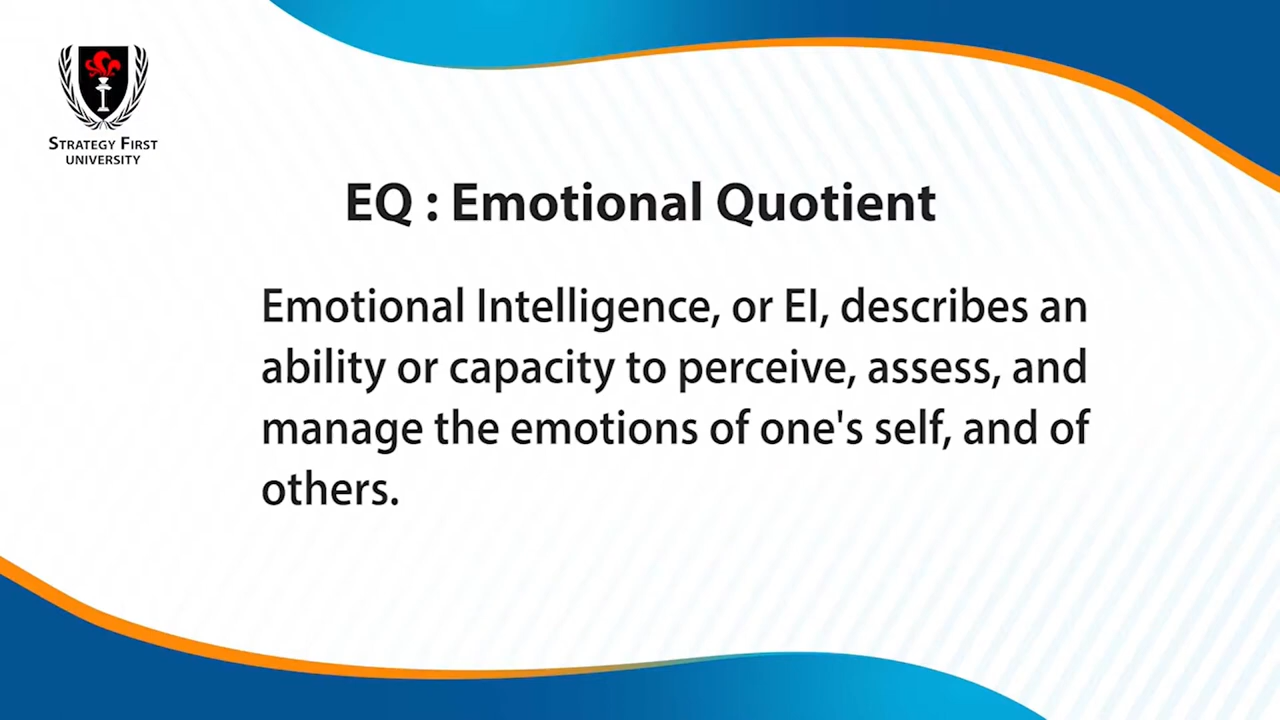 STRATEGY FIRST
UNIVERSITY
EQ : Emotional Quotient
Emotional Intelligence, or EI, describes an
ability or capacity to perceive, assess, and
manage the emotions of one's self, and of
others.